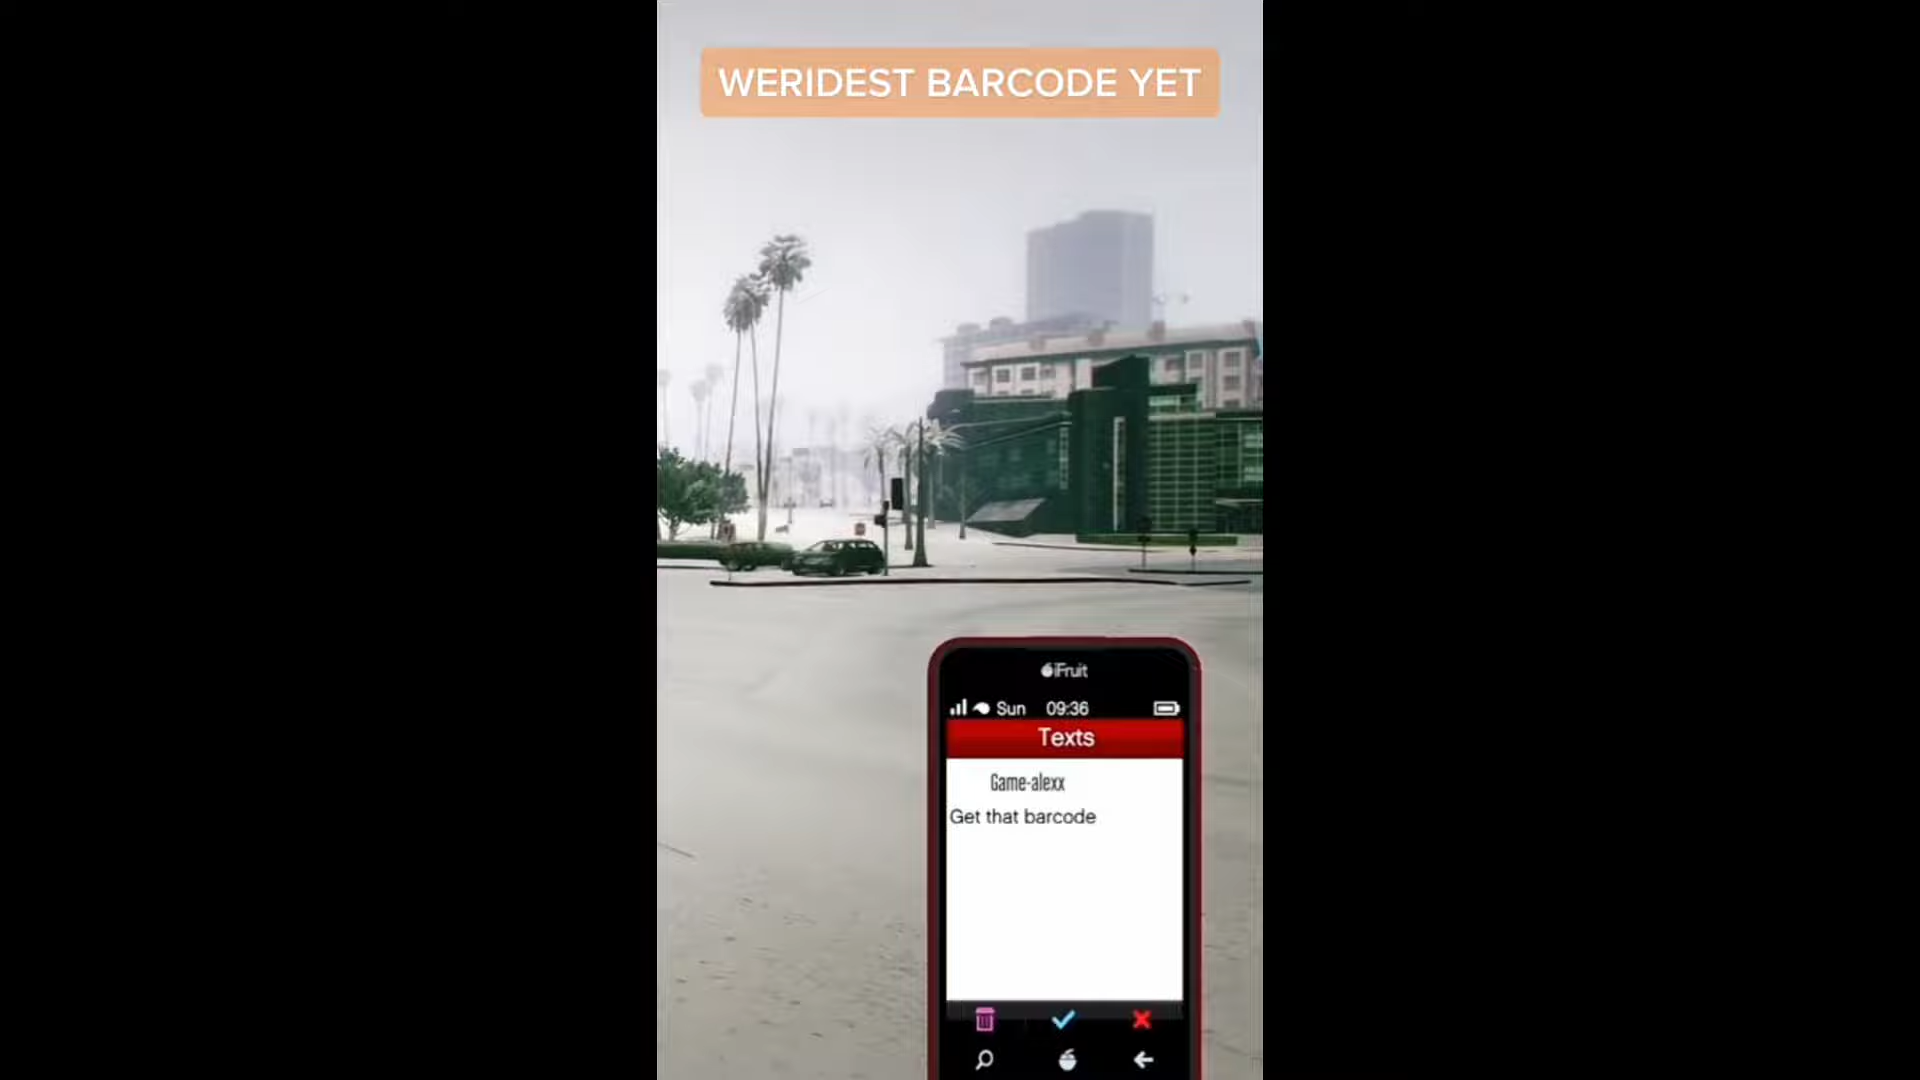 WERIDEST BARCODE YET
iFruit
Sun 09:36
Texts
Game-alexx
Get that barcode